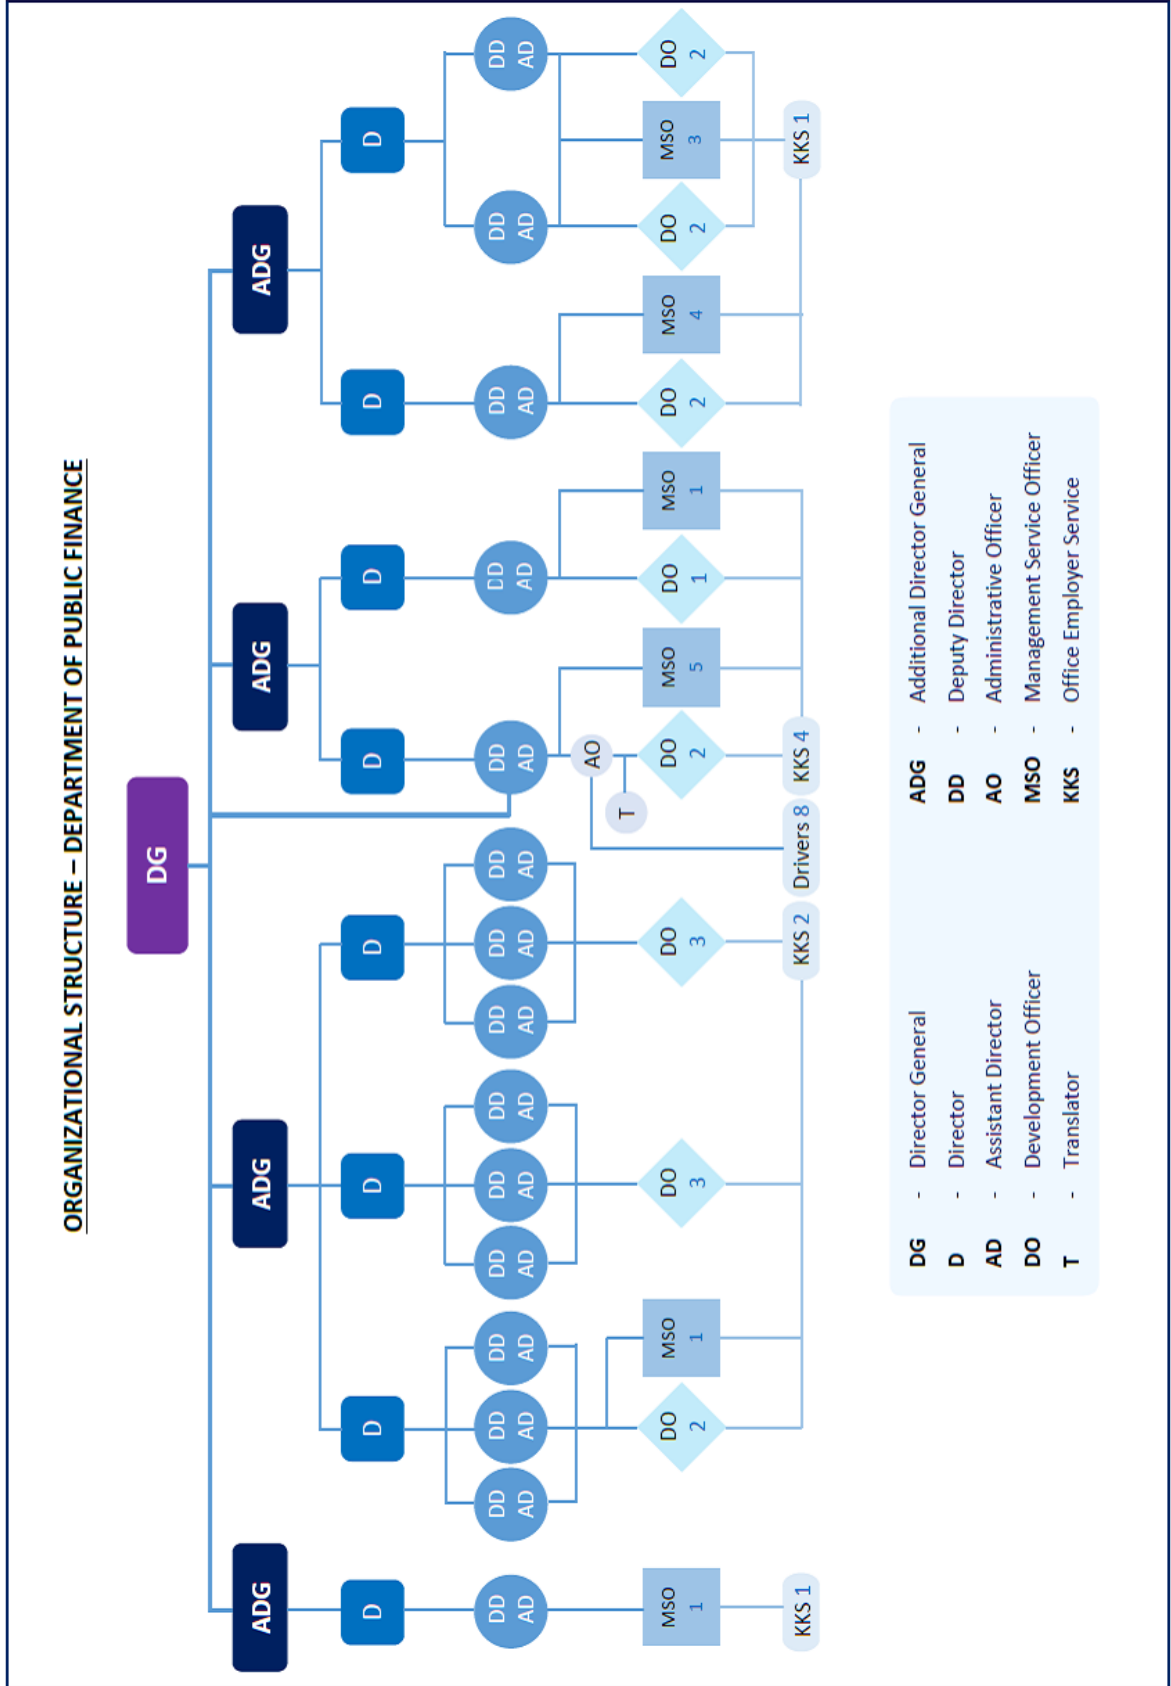 ORGANIZATIONAL STRUCTURE – DEPARTMENT OF PUBLIC FINANCE
DG
ADG
ADG
ADG
ADG
D
D
D
D
D
D
D
D
DD
AD
DD
AD
DD
AD
DD
AD
DD
AD
DD
AD
DD
AD
DD
AD
DD
AD
DD
AD
DD
AD
DD
AD
DD
AD
DD
AD
DD
AD
AO
T
MSO
1
DO
2
MSO
1
DO
3
DO
3
DO
2
MSO
5
DO
1
MSO
1
DO
2
MSO
4
DO
2
MSO
3
DO
2
KKS 1
KKS 2
Drivers 8
KKS 4
KKS 1
DG - Director General
ADG - Additional Director General
D - Director
DD - Deputy Director
AD - Assistant Director
AO - Administrative Officer
DO - Development Officer
MSO - Management Service Officer
T - Translator
KKS - Office Employer Service